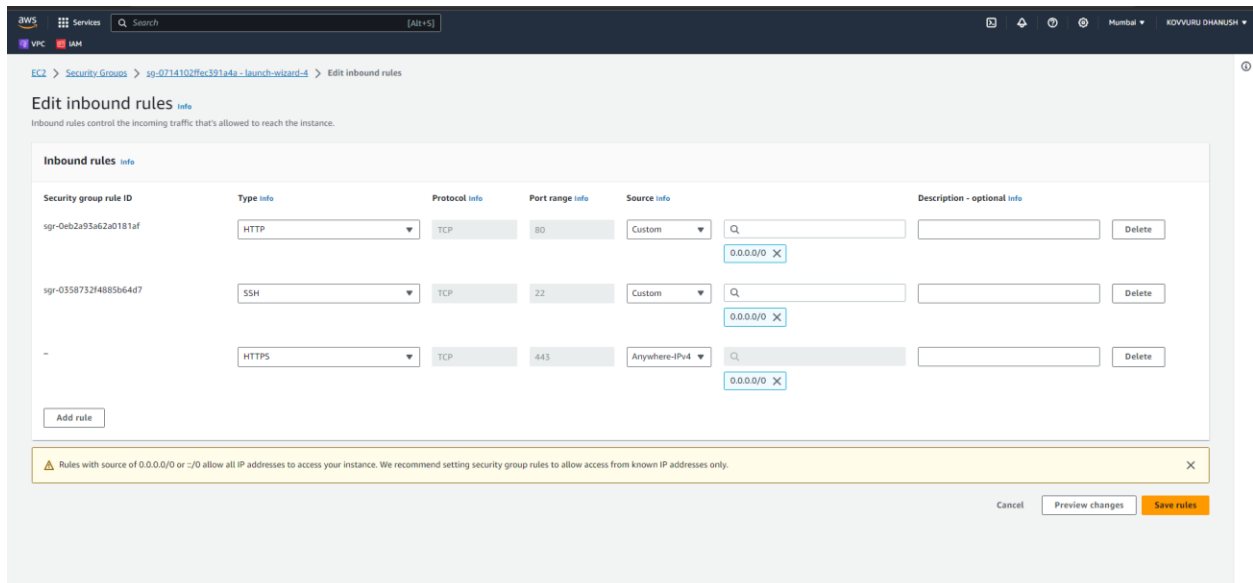 aws Services Search [Alt+S] Mumbai KOVVURU DHANUSH
VPC IAM
EC2 > Security Groups > sg-0714102ffec391a4a - launch-wizard-4 > Edit inbound rules
Edit inbound rules Info
Inbound rules control the incoming traffic that's allowed to reach the instance.
Inbound rules Info
Security group rule ID Type Info Protocol Info Port range Info Source Info Description - optional Info
sgr-0eb2a93a62a0181af HTTP TCP 80 Custom Delete
0.0.0.0/0
sgr-0358732f4885b64d7 SSH TCP 22 Custom Delete
0.0.0.0/0
– HTTPS TCP 443 Anywhere-IPv4 Delete
0.0.0.0/0
Add rule
Rules with source of 0.0.0.0/0 or ::/0 allow all IP addresses to access your instance. We recommend setting security group rules to allow access from known IP addresses only.
Cancel Preview changes Save rules